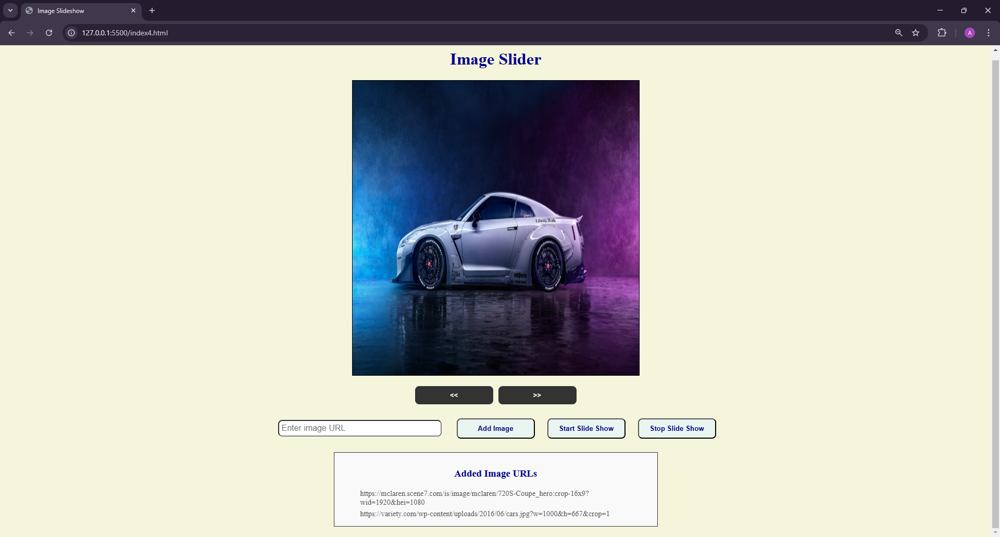 Image Slideshow
127.0.0.1:5500/index4.html
A
Image Slider
Liberty Walk
rotiform
<<
>>
Enter image URL
Add Image
Start Slide Show
Stop Slide Show
Added Image URLs
https://mclaren.scene7.com/is/image/mclaren/720S-Coupe_hero:crop-16x9?
wid=1920&hei=1080
https://variety.com/wp-content/uploads/2016/06/cars.jpg?w=1000&h=667&crop=1